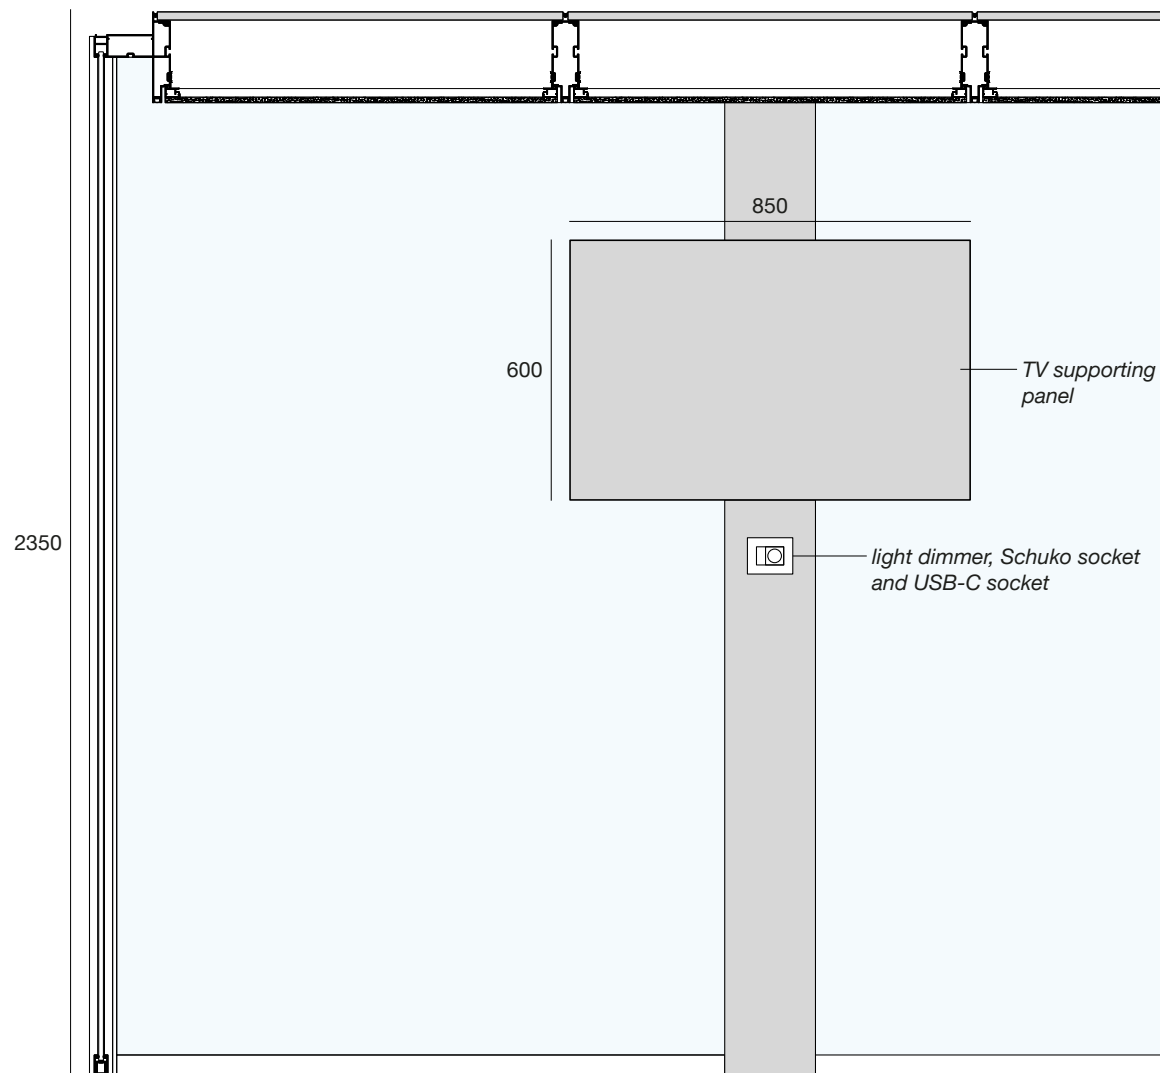 850
600
TV supporting
panel
2350
light dimmer, Schuko socket
and USB-C socket